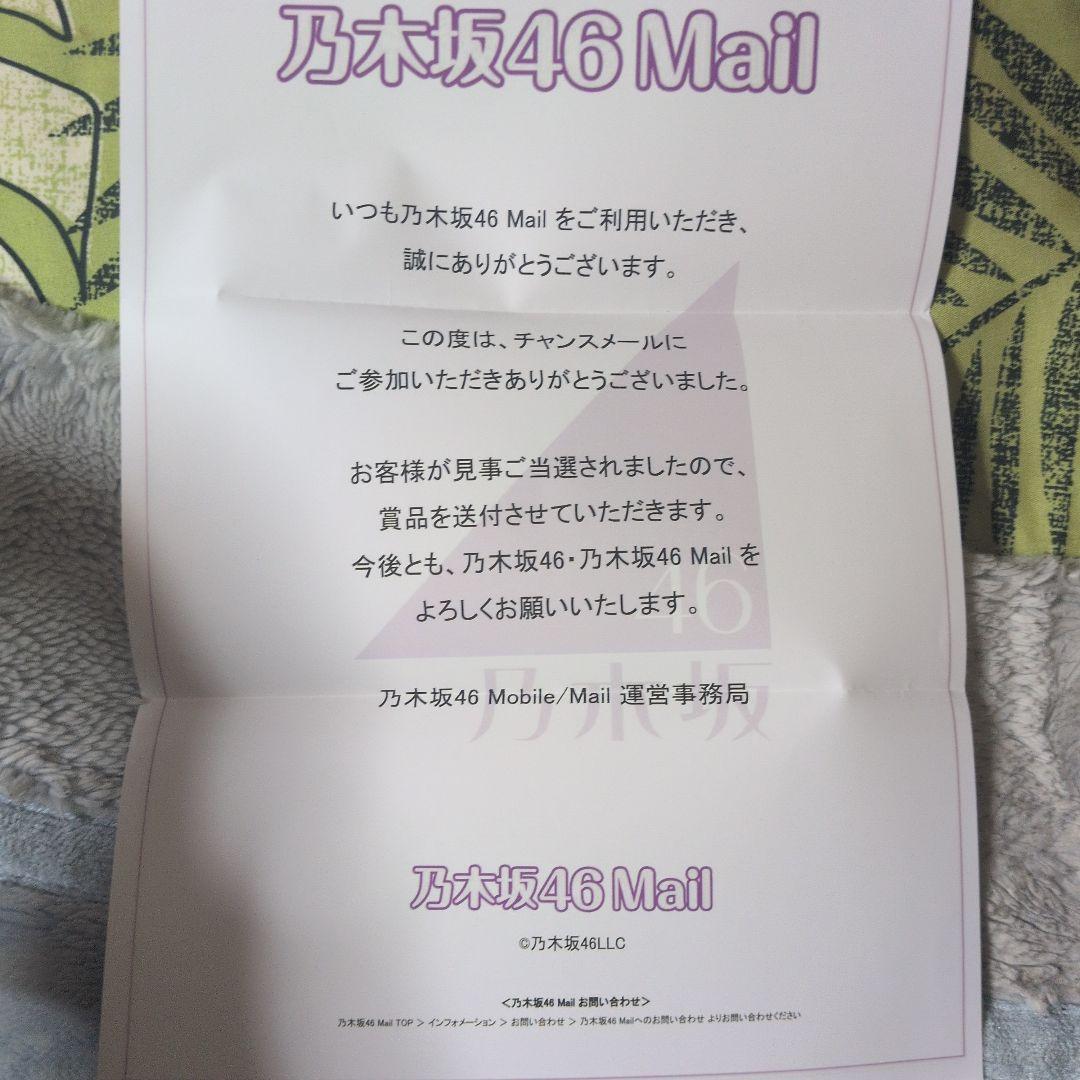 乃木坂46 Mail
いつも乃木坂46 Mail をご利用いただき、
誠にありがとうございます。
この度は、チャンスメールに
ご参加いただきありがとうございました。
お客様が見事ご当選されましたので、
賞品を送付させていただきます。
今後とも、乃木坂46・乃木坂46 Mail を
よろしくお願いいたします。
46
乃木坂
乃木坂46 Mobile/Mail 運営事務局
乃木坂46 Mail
©乃木坂46LLC
＜乃木坂46 Mail お問い合わせ＞
乃木坂46 Mail TOP ＞ インフォメーション ＞ お問い合わせ ＞ 乃木坂46 Mailへのお問い合わせ よりお問い合わせください